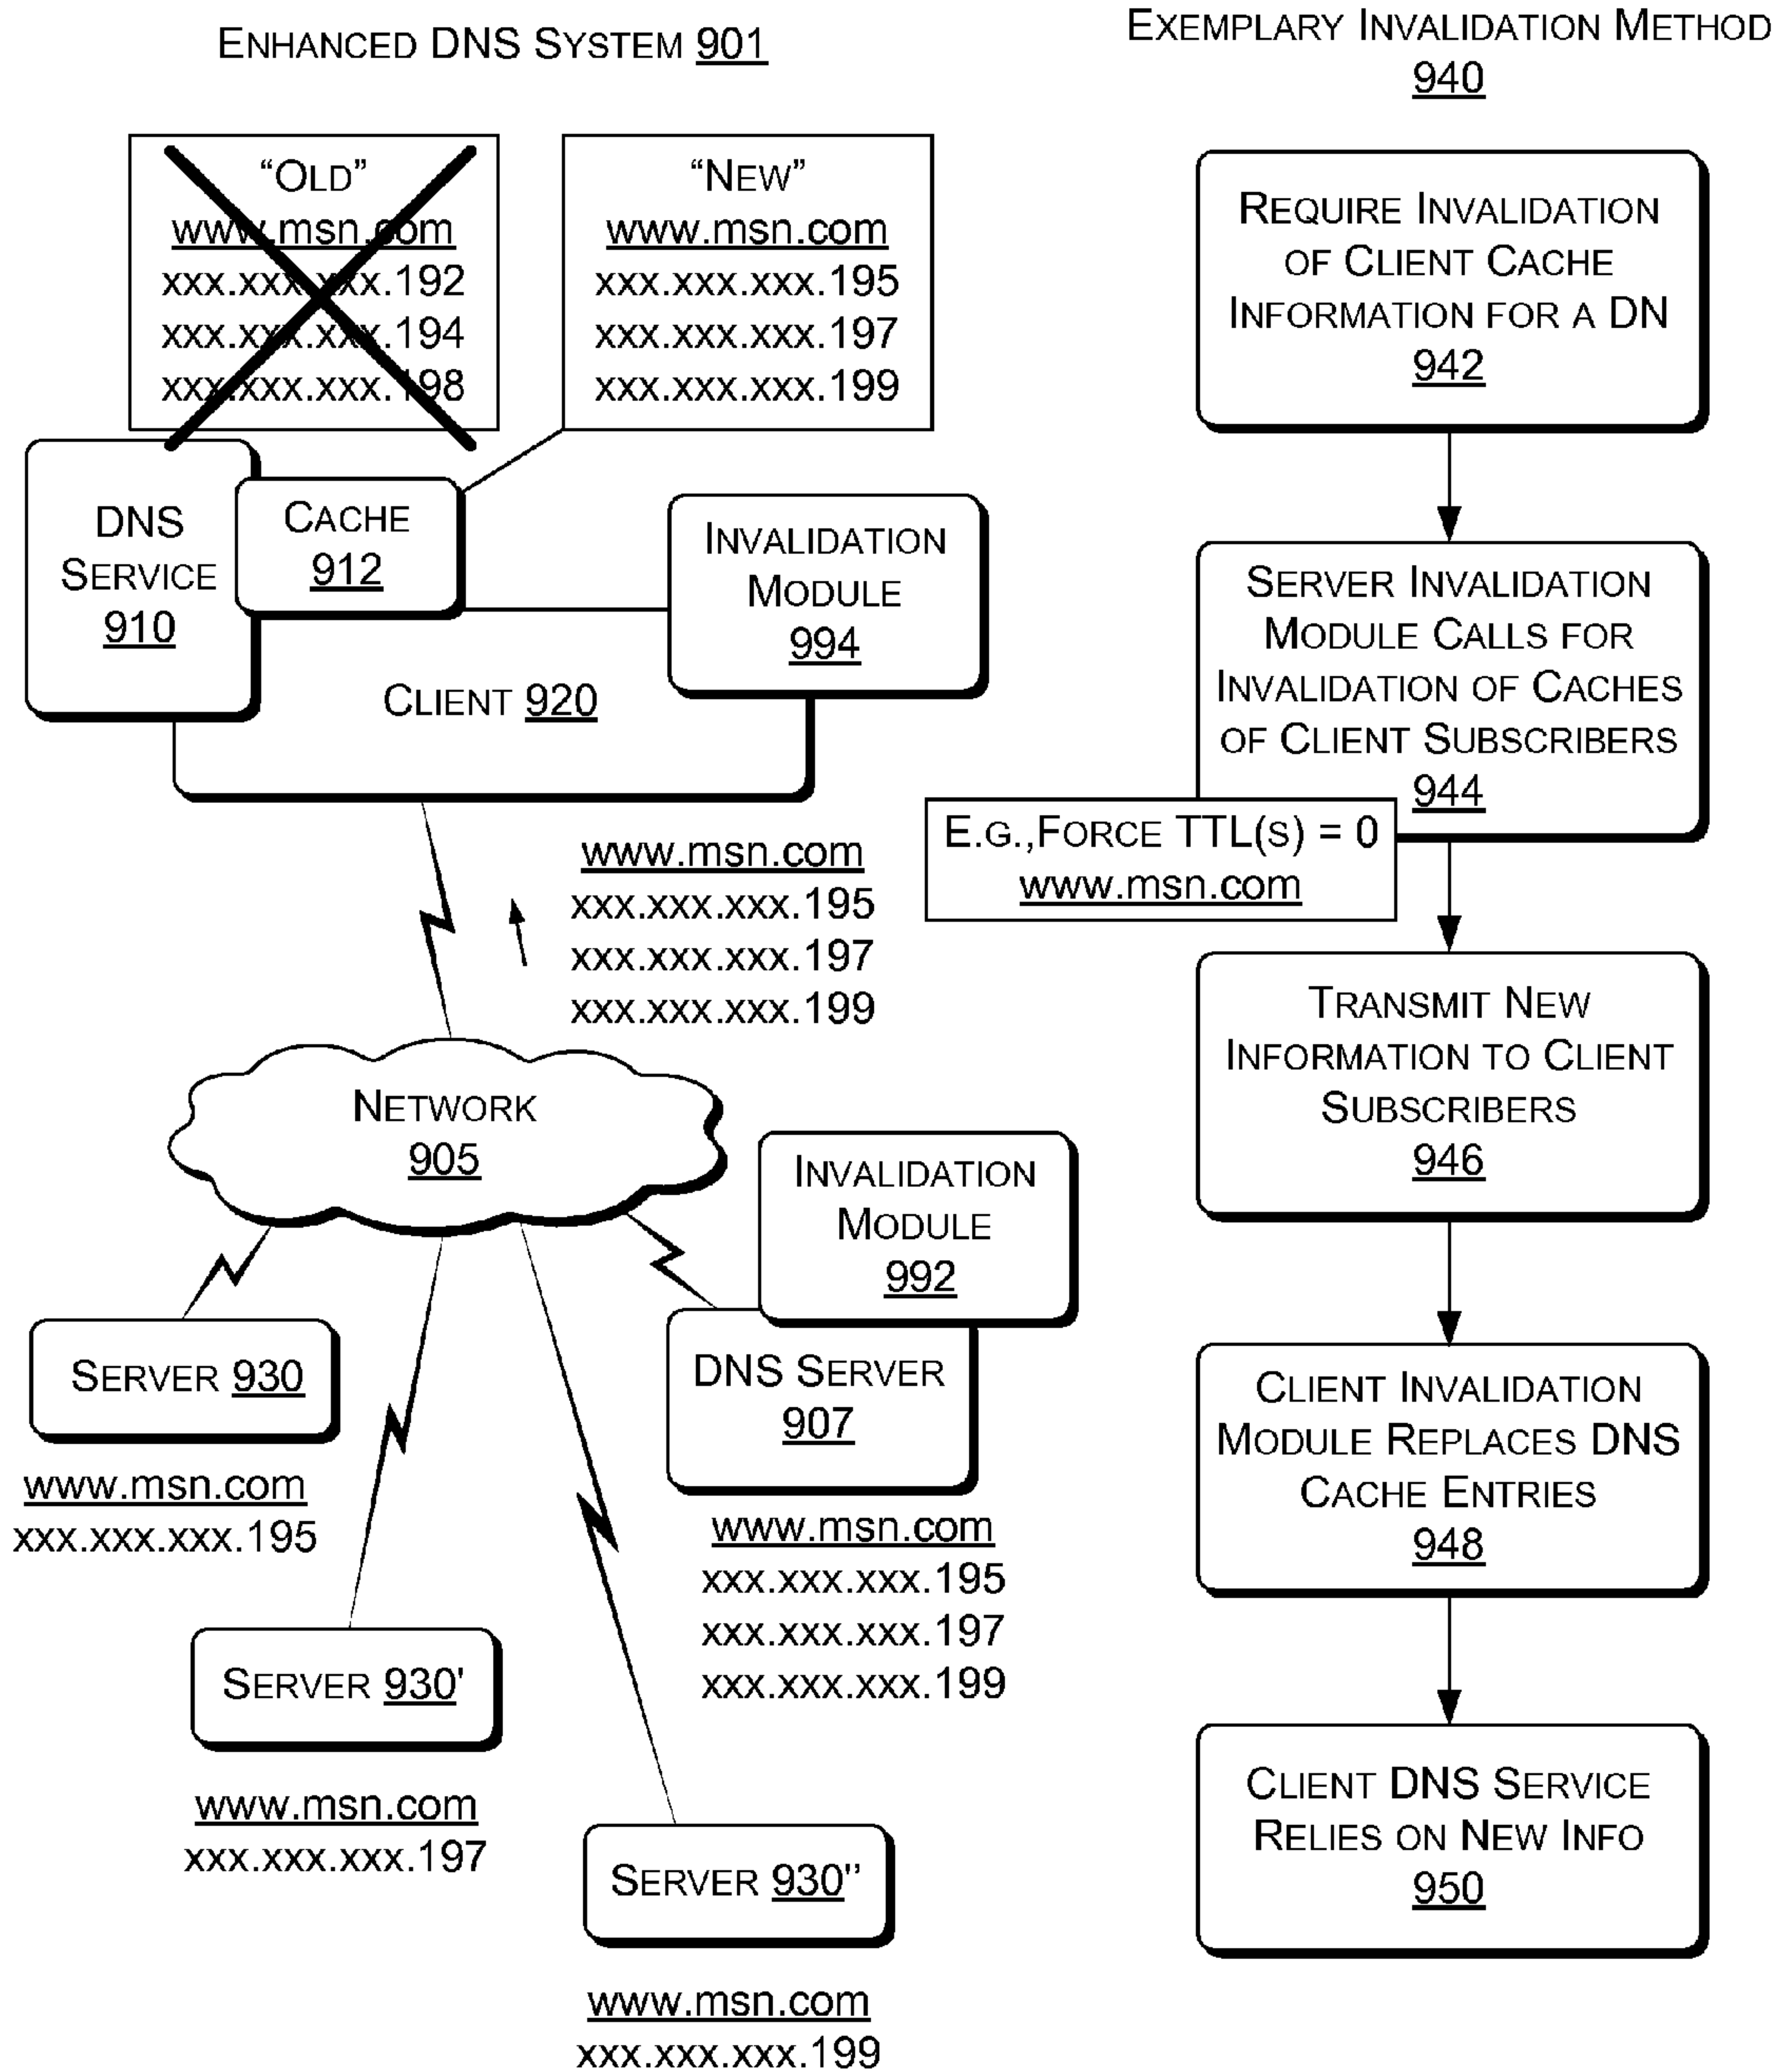 ENHANCED DNS SYSTEM 901
"OLD"
www.msn.com
xxx.xxx.xxx.192
xxx.xxx.xxx.194
xxx.xxx.xxx.198
"NEW"
www.msn.com
xxx.xxx.xxx.195
xxx.xxx.xxx.197
xxx.xxx.xxx.199
DNS
SERVICE
910
CACHE
912
INVALIDATION
MODULE
994
CLIENT 920
www.msn.com
xxx.xxx.xxx.195
xxx.xxx.xxx.197
xxx.xxx.xxx.199
NETWORK
905
INVALIDATION
MODULE
992
DNS SERVER
907
www.msn.com
xxx.xxx.xxx.195
xxx.xxx.xxx.197
xxx.xxx.xxx.199
SERVER 930
www.msn.com
xxx.xxx.xxx.195
SERVER 930'
www.msn.com
xxx.xxx.xxx.197
SERVER 930''
www.msn.com
xxx.xxx.xxx.199
EXEMPLARY INVALIDATION METHOD
940
REQUIRE INVALIDATION
OF CLIENT CACHE
INFORMATION FOR A DN
942
SERVER INVALIDATION
MODULE CALLS FOR
INVALIDATION OF CACHES
OF CLIENT SUBSCRIBERS
944
E.G.,FORCE TTL(S) = 0
www.msn.com
TRANSMIT NEW
INFORMATION TO CLIENT
SUBSCRIBERS
946
CLIENT INVALIDATION
MODULE REPLACES DNS
CACHE ENTRIES
948
CLIENT DNS SERVICE
RELIES ON NEW INFO
950